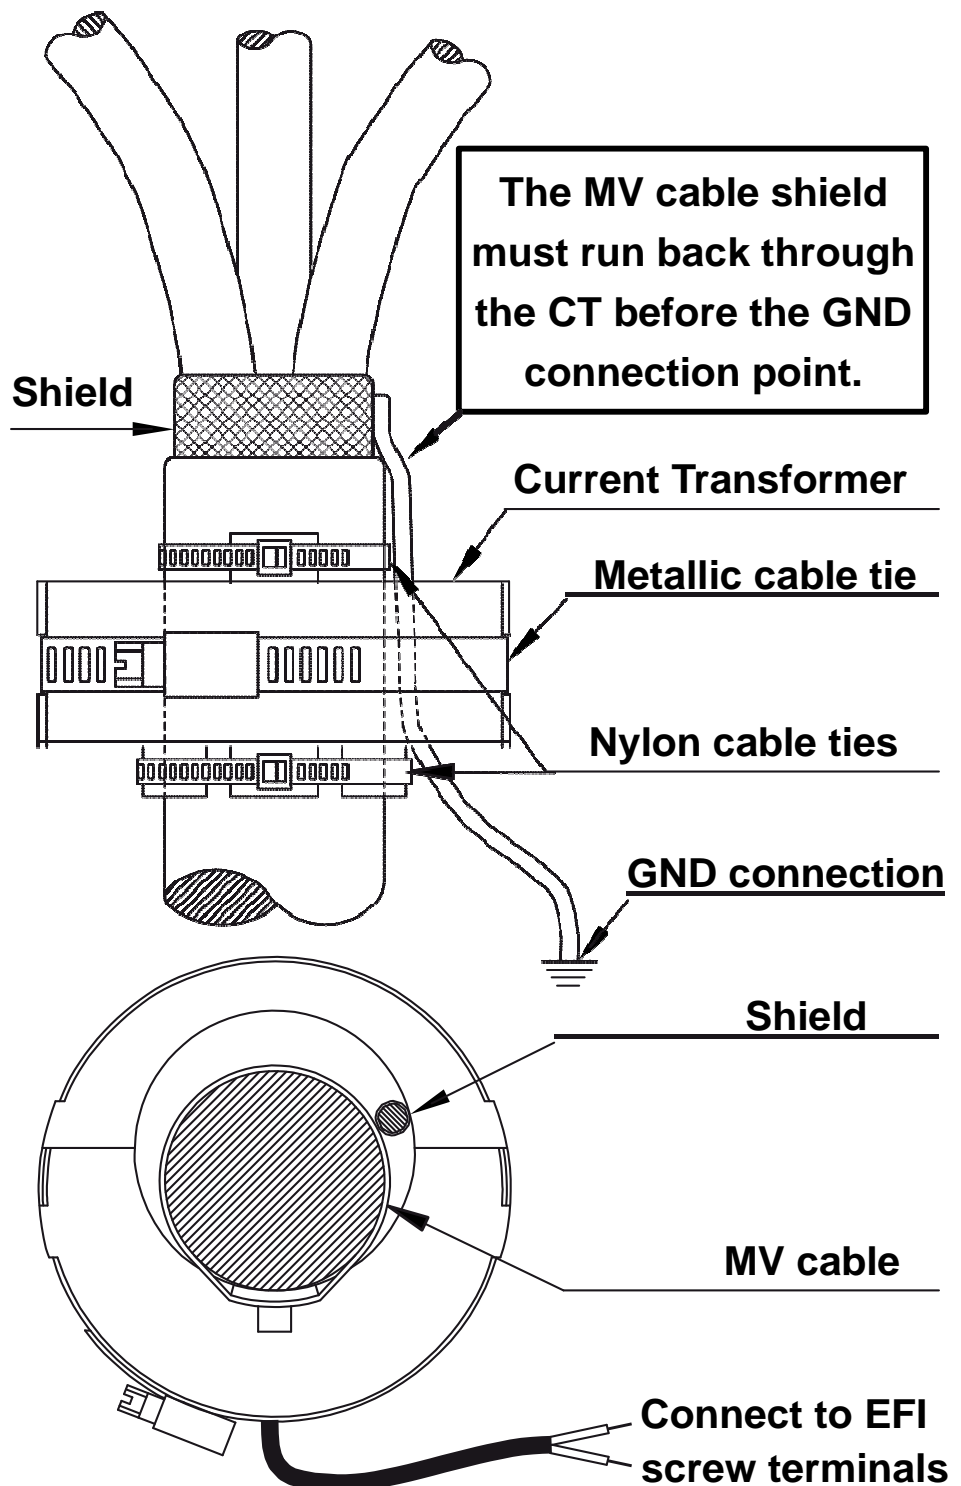 The MV cable shield
must run back through
the CT before the GND
connection point.
Shield
Current Transformer
Metallic cable tie
Nylon cable ties
GND connection
Shield
MV cable
Connect to EFI
screw terminals